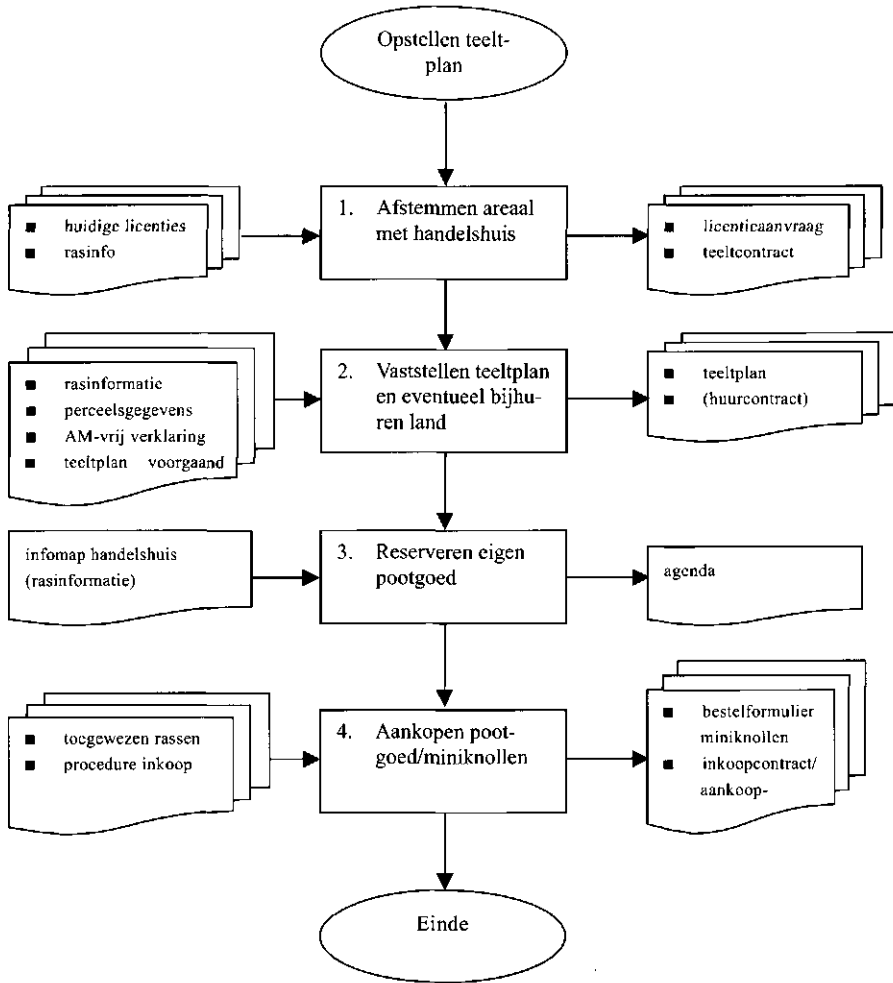 Opstellen teelt-
plan
■ huidige licenties
■ rasinfo
1. Afstemmen areaal
met handelshuis
■ licentieaanvraag
■ teeltcontract
■ rasinformatie
■ perceelsgegevens
■ AM-vrij verklaring
■ teeltplan voorgaand
2. Vaststellen teeltplan
en eventueel bijhu-
ren land
■ teeltplan
■ (huurcontract)
infomap handelshuis
(rasinformatie)
3. Reserveren eigen
pootgoed
agenda
■ toegewezen rassen
■ procedure inkoop
4. Aankopen poot-
goed/miniknollen
■ bestelformulier
miniknollen
■ inkoopcontract/
aankoop-
Einde